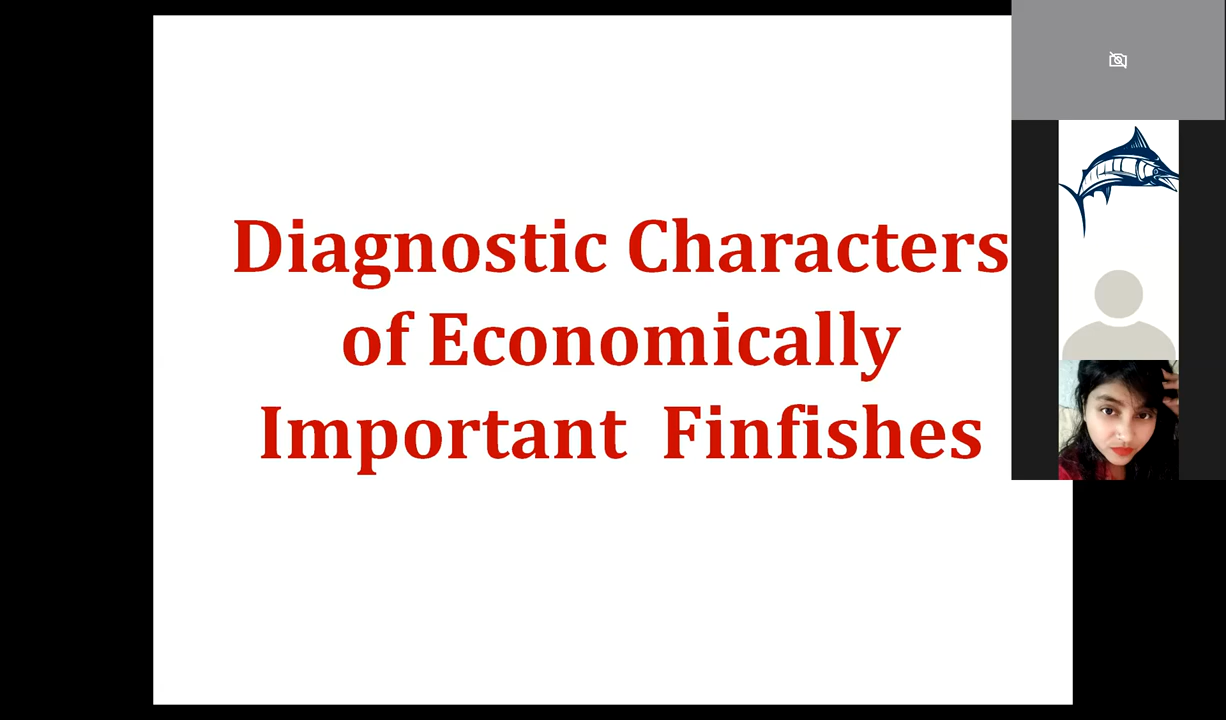 Diagnostic Characters
of Economically
Important Finfishes